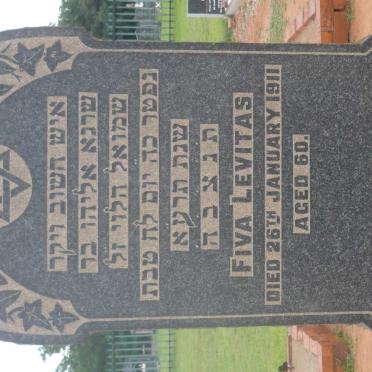 איש חשוב ויקר
שרגא אליהו בר
שמואל הלוי זל
נפטר כה יום לח טבת
שנת תרעא
ת נ צ ב ה
FIVA LEVITAS
DIED 26TH JANUARY 1911
AGED 60.